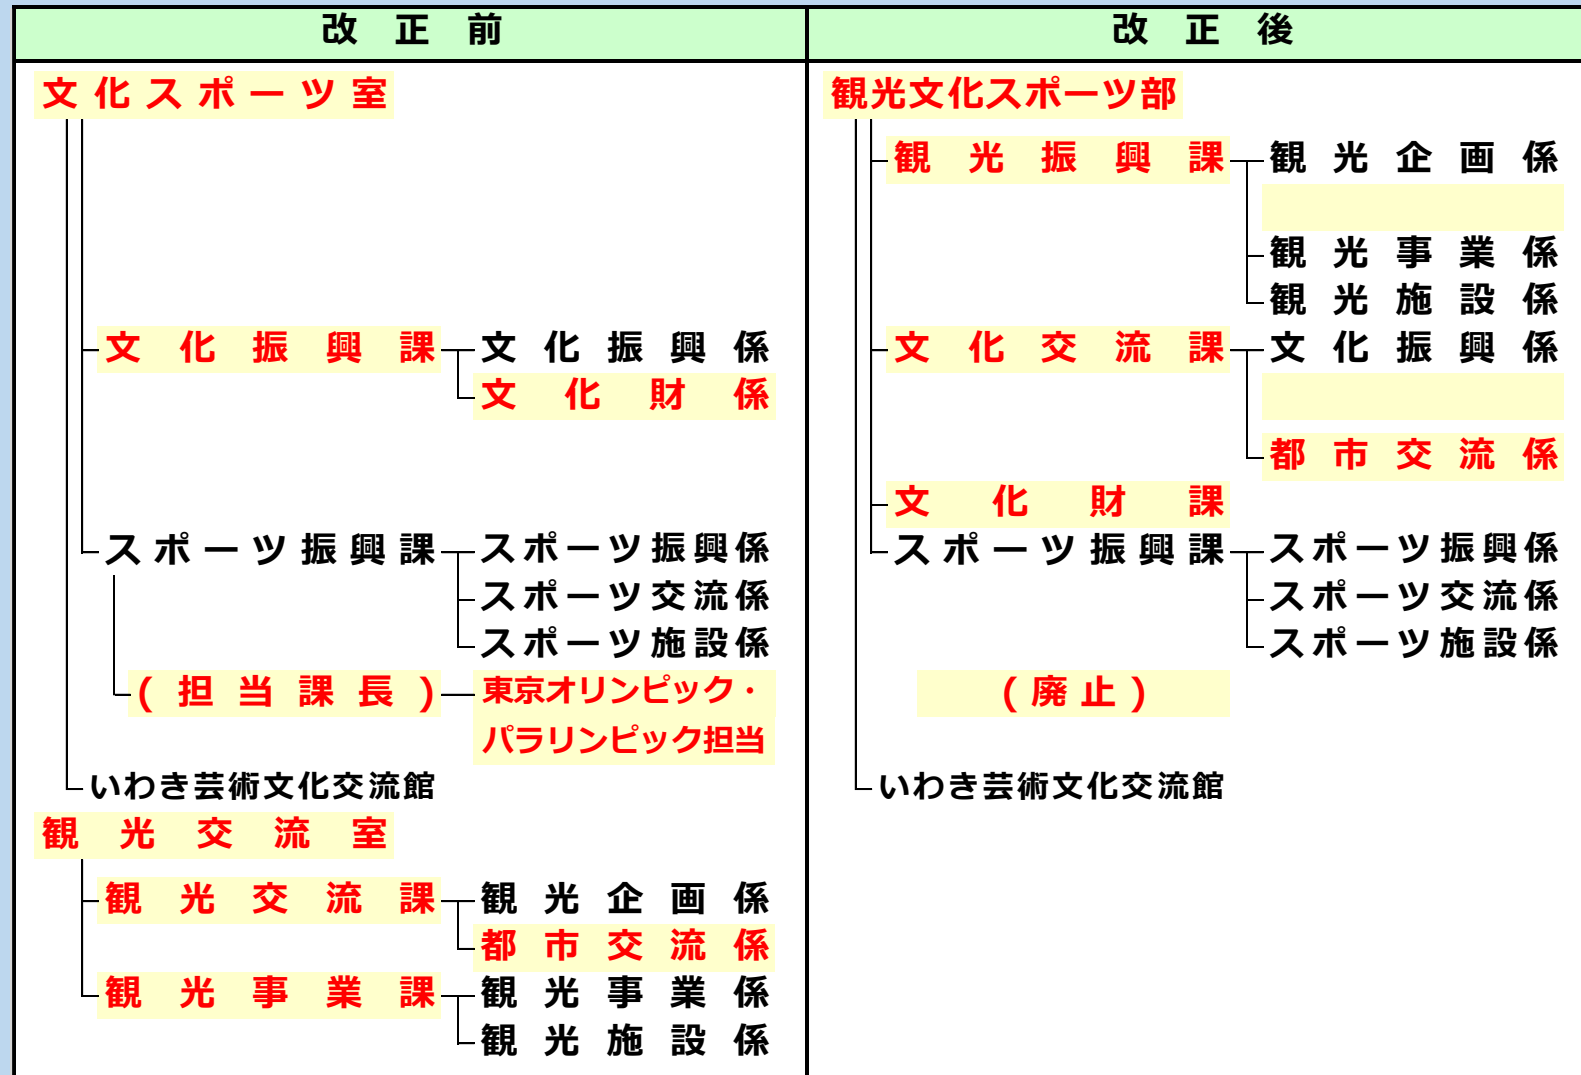 改正前
文化スポーツ室
文化振興課 文化振興係
文化財係
スポーツ振興課 スポーツ振興係
スポーツ交流係
スポーツ施設係
(担当課長) 東京オリンピック・
パラリンピック担当
いわき芸術文化交流館
観光交流室
観光交流課 観光企画係
都市交流係
観光事業課 観光事業係
観光施設係
改正後
観光文化スポーツ部
観光振興課 観光企画係
観光事業係
観光施設係
文化交流課 文化振興係
都市交流係
文化財課
スポーツ振興課 スポーツ振興係
スポーツ交流係
スポーツ施設係
(廃止)
いわき芸術文化交流館